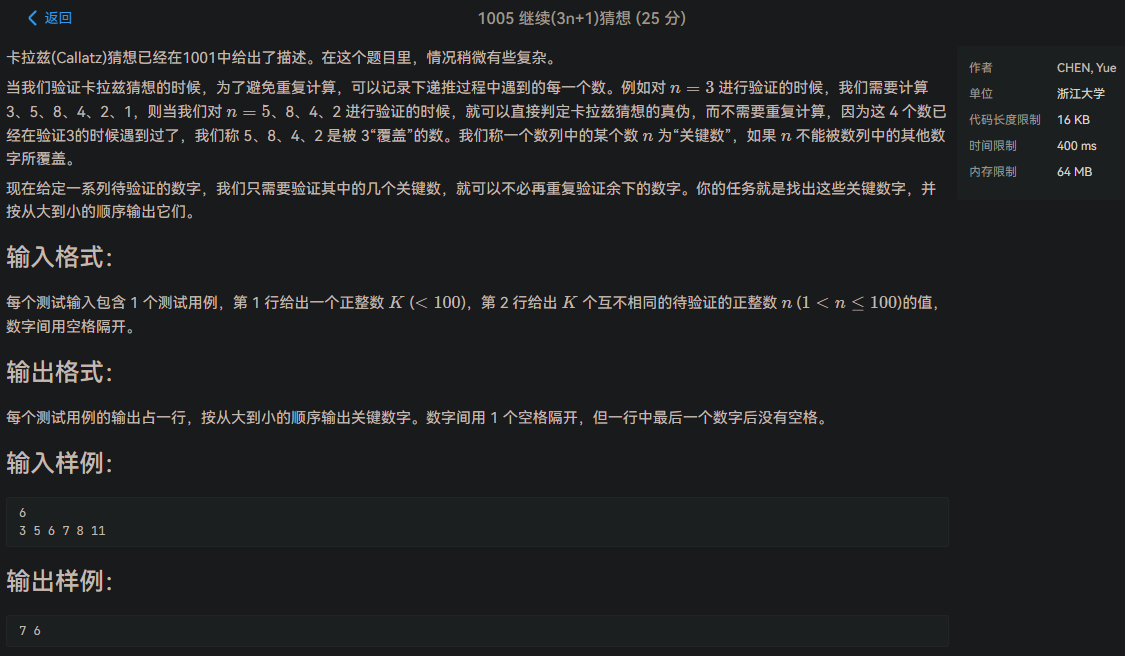 返回
1005 继续(3n+1)猜想 (25 分)
卡拉兹(Callatz)猜想已经在1001中给出了描述。在这个题目里，情况稍微有些复杂。
当我们验证卡拉兹猜想的时候，为了避免重复计算，可以记录下递推过程中遇到的每一个数。例如对 n = 3 进行验证的时候，我们需要计算
3、5、8、4、2、1，则当我们对 n = 5、8、4、2 进行验证的时候，就可以直接判定卡拉兹猜想的真伪，而不需要重复计算，因为这 4 个数已
经在验证3的时候遇到过了，我们称 5、8、4、2 是被 3“覆盖”的数。我们称一个数列中的某个数 n 为“关键数”，如果 n 不能被数列中的其他数
字所覆盖。
现在给定一系列待验证的数字，我们只需要验证其中的几个关键数，就可以不必再重复验证余下的数字。你的任务就是找出这些关键数字，并
按从大到小的顺序输出它们。
输入格式：
每个测试输入包含 1 个测试用例，第 1 行给出一个正整数 K (< 100)，第 2 行给出 K 个互不相同的待验证的正整数 n (1 < n ≤ 100)的值，
数字间用空格隔开。
输出格式：
每个测试用例的输出占一行，按从大到小的顺序输出关键数字。数字间用 1 个空格隔开，但一行中最后一个数字后没有空格。
输入样例：
6
3 5 6 7 8 11
输出样例：
7 6
作者 CHEN, Yue
单位 浙江大学
代码长度限制 16 KB
时间限制 400 ms
内存限制 64 MB